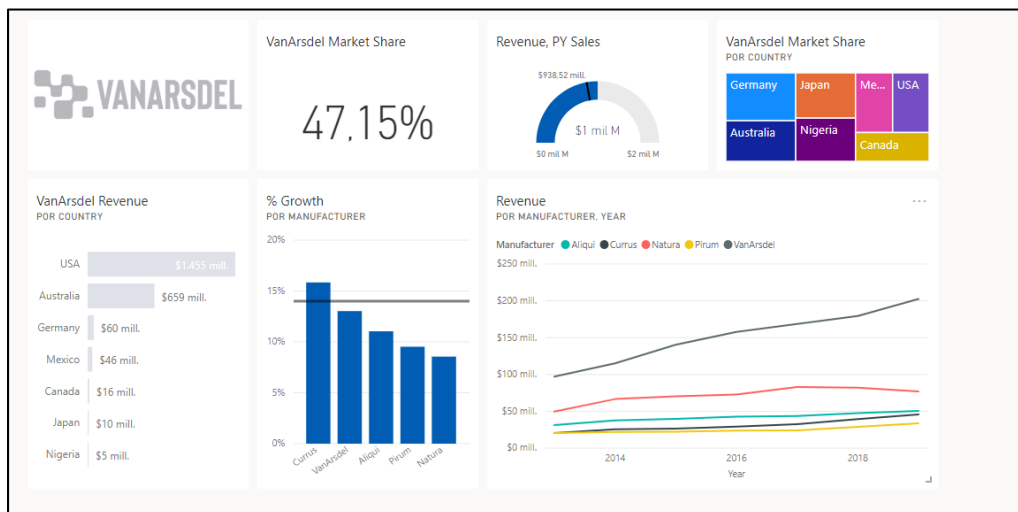 VANARSDEL
VanArsdel Market Share
47,15%
Revenue, PY Sales
$938,52 mill.
$1 mil M
$0 mil M
$2 mil M
VanArsdel Market Share
POR COUNTRY
Germany
Japan
Me...
USA
Australia
Nigeria
Canada
VanArsdel Revenue
POR COUNTRY
USA
$1.455 mill.
Australia
$659 mill.
Germany
$60 mill.
Mexico
$46 mill.
Canada
$16 mill.
Japan
$10 mill.
Nigeria
$5 mill.
% Growth
POR MANUFACTURER
20%
15%
10%
5%
0%
Currus
VanArsdel
Aliqui
Pirum
Natura
Revenue
POR MANUFACTURER, YEAR
...
Manufacturer Aliqui Currus Natura Pirum VanArsdel
$250 mill.
$200 mill.
$150 mill.
$100 mill.
$50 mill.
$0 mill.
2014 2016 2018
Year